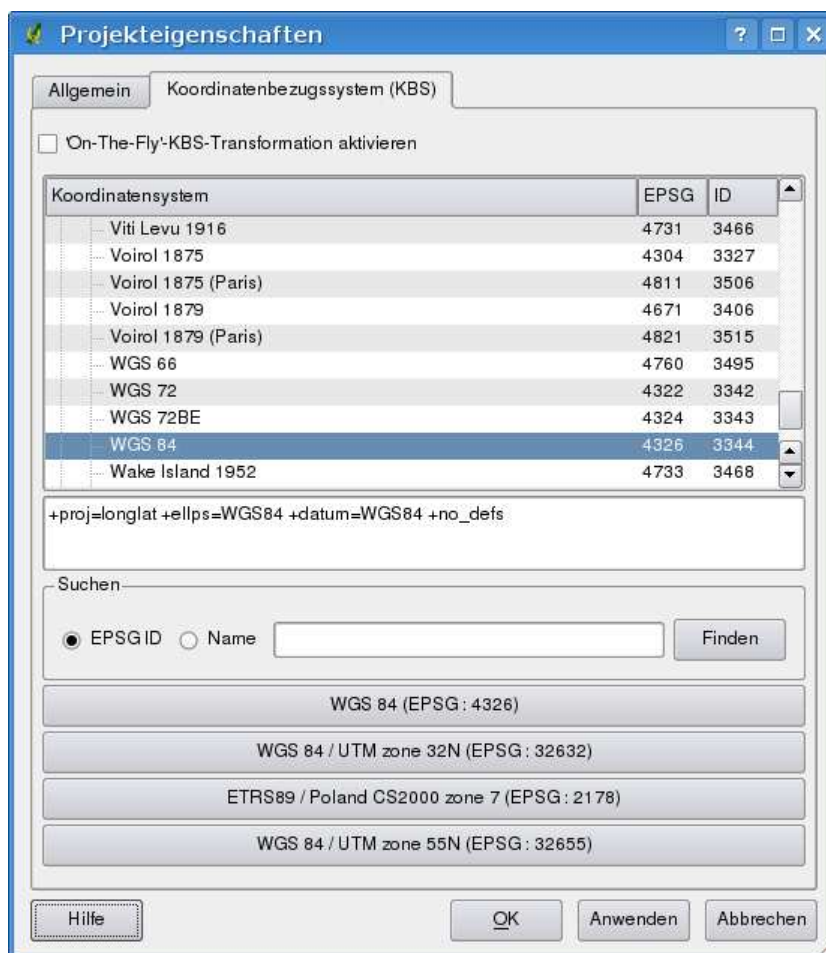 Projekteigenschaften
Allgemein Koordinatenbezugssystem (KBS)
'On-The-Fly'-KBS-Transformation aktivieren
Koordinatensystem EPSG ID
Viti Levu 1916 4731 3466
Voirol 1875 4304 3327
Voirol 1875 (Paris) 4811 3506
Voirol 1879 4671 3406
Voirol 1879 (Paris) 4821 3515
WGS 66 4760 3495
WGS 72 4322 3342
WGS 72BE 4324 3343
WGS 84 4326 3344
Wake Island 1952 4733 3468
+proj=longlat +ellps=WGS84 +datum=WGS84 +no_defs
Suchen
EPSG ID Name Finden
WGS 84 (EPSG : 4326)
WGS 84 / UTM zone 32N (EPSG : 32632)
ETRS89 / Poland CS2000 zone 7 (EPSG : 2178)
WGS 84 / UTM zone 55N (EPSG : 32655)
Hilfe OK Anwenden Abbrechen